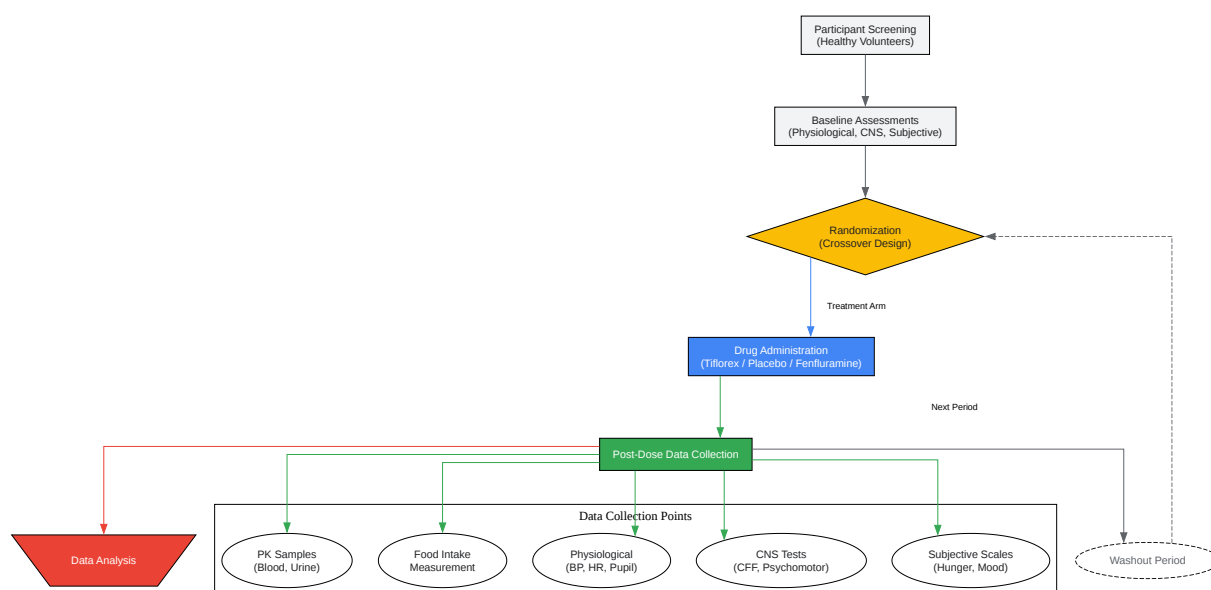 Participant Screening
(Healthy Volunteers)
Baseline Assessments
(Physiological, CNS, Subjective)
Randomization
(Crossover Design)
Treatment Arm
Drug Administration
(Tiflorex / Placebo / Fenfluramine)
Next Period
Post-Dose Data Collection
Data Collection Points
Data Analysis
PK Samples
(Blood, Urine)
Food Intake
Measurement
Physiological
(BP, HR, Pupil)
CNS Tests
(CFF, Psychomotor)
Subjective Scales
(Hunger, Mood)
Washout Period